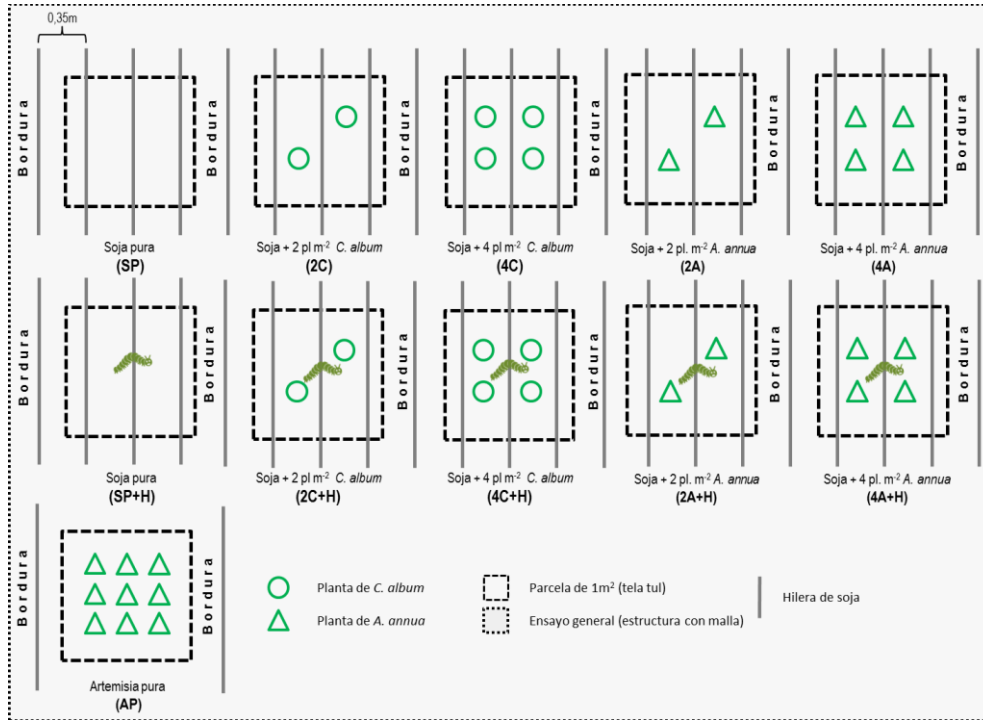 0,35m
Bordura
Bordura
Bordura
Bordura
Bordura
Bordura
Soja pura
(SP)
Soja + 2 pl m⁻² C. album
(2C)
Soja + 4 pl m⁻² C. album
(4C)
Soja + 2 pl. m⁻² A. annua
(2A)
Soja + 4 pl. m⁻² A. annua
(4A)
Bordura
Bordura
Bordura
Bordura
Bordura
Bordura
Soja pura
(SP+H)
Soja + 2 pl m⁻² C. album
(2C+H)
Soja + 4 pl m⁻² C. album
(4C+H)
Soja + 2 pl. m⁻² A. annua
(2A+H)
Soja + 4 pl. m⁻² A. annua
(4A+H)
Bordura
Bordura
Artemisia pura
(AP)
Planta de C. album
Planta de A. annua
Parcela de 1m² (tela tul)
Ensayo general (estructura con malla)
Hilera de soja